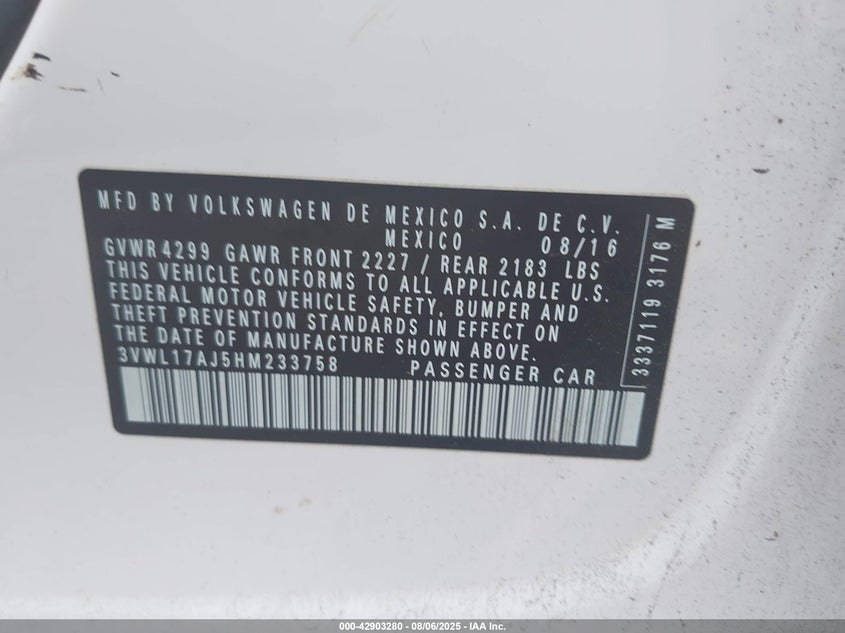 MFD BY VOLKSWAGEN DE MEXICO S.A. DE C.V.
MEXICO 08/16
GVWR 4299 GAWR FRONT 2227 / REAR 2183 LBS
THIS VEHICLE CONFORMS TO ALL APPLICABLE U.S.
FEDERAL MOTOR VEHICLE SAFETY, BUMPER AND
THEFT PREVENTION STANDARDS IN EFFECT ON
THE DATE OF MANUFACTURE SHOWN ABOVE.
3VWL17AJ5HM233758 PASSENGER CAR
3337119 3176 M
000-42903280 - 08/06/2025 - IAA Inc.